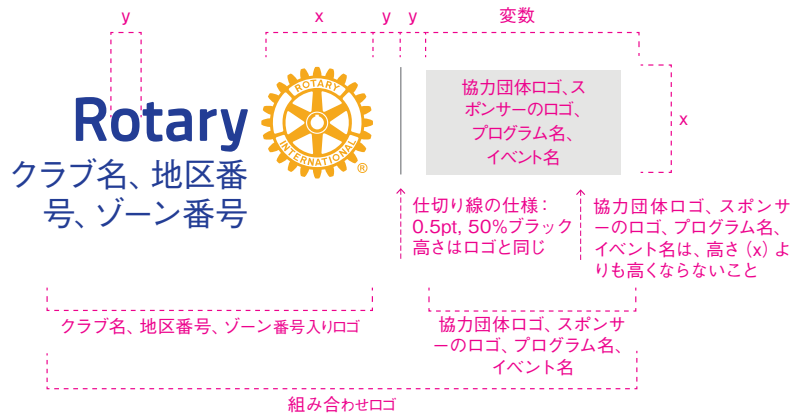 y
x
y
y
変数
ROTARY
INTERNATIONAL
®
Rotary
クラブ名、地区番
号、ゾーン番号
協力団体ロゴ、ス
ポンサーのロゴ、
プログラム名、
イベント名
x
仕切り線の仕様：
0.5pt, 50%ブラック
高さはロゴと同じ
協力団体ロゴ、スポンサ
ーのロゴ、プログラム名、
イベント名は、高さ（x）よ
りも高くならないこと
クラブ名、地区番号、ゾーン番号入りロゴ
協力団体ロゴ、スポンサ
ーのロゴ、プログラム名、
イベント名
組み合わせロゴ